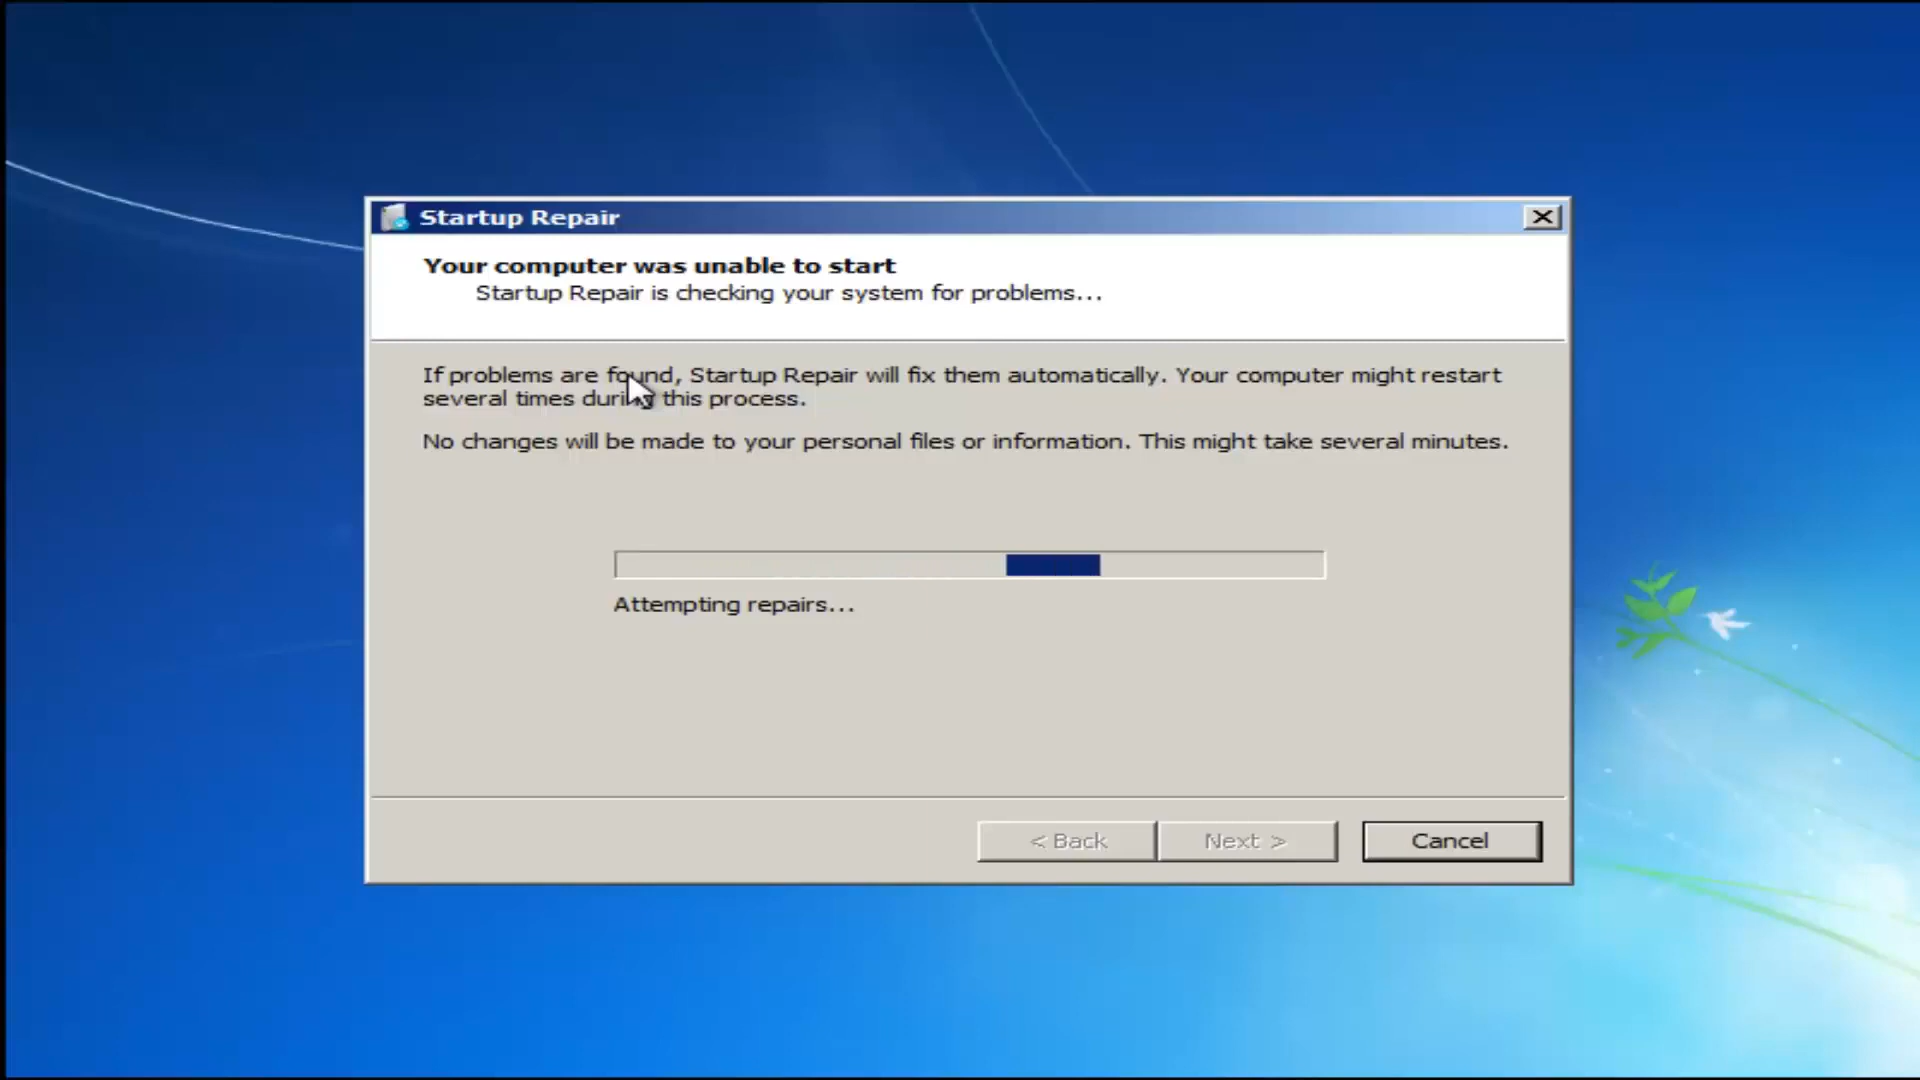 Startup Repair
Your computer was unable to start
Startup Repair is checking your system for problems...
If problems are found, Startup Repair will fix them automatically. Your computer might restart
several times during this process.
No changes will be made to your personal files or information. This might take several minutes.
Attempting repairs...
< Back
Next >
Cancel